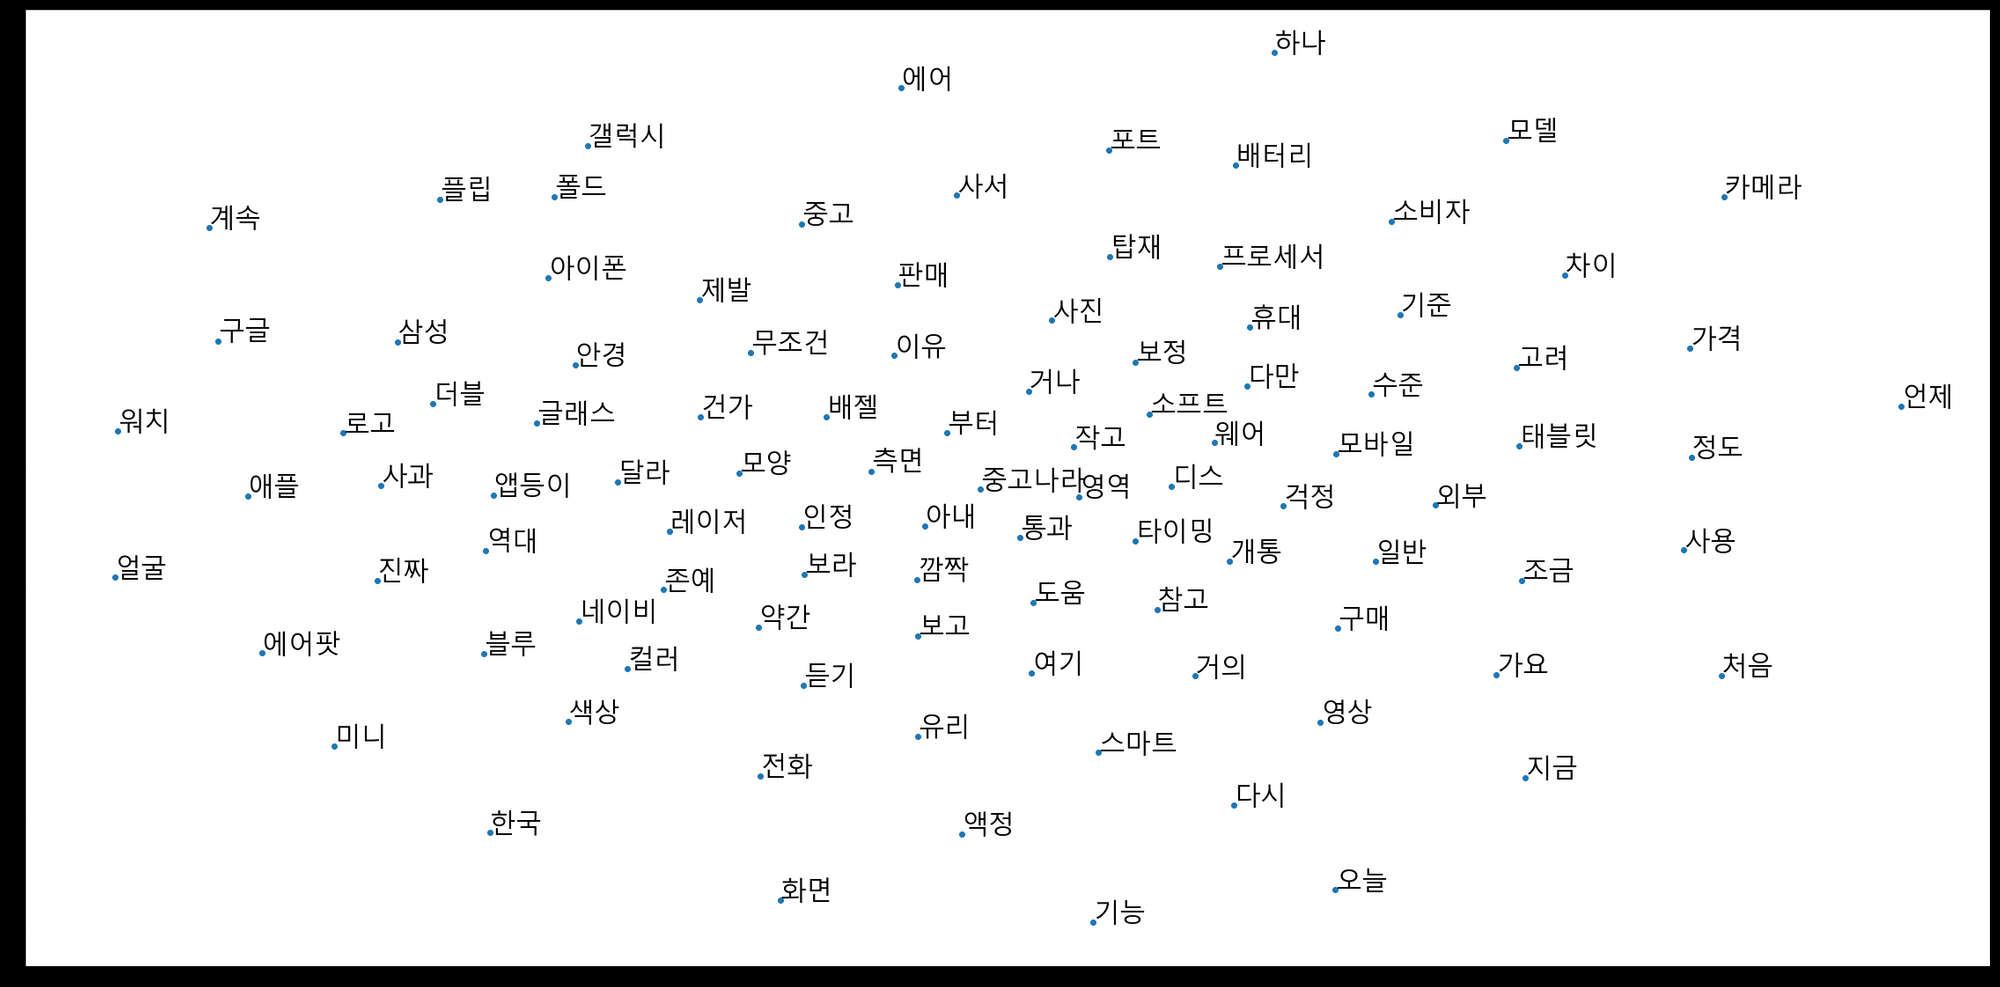 하나
에어
갤럭시
포트
모델
배터리
플립
폴드
사서
카메라
계속
중고
소비자
탑재
프로세서
아이폰
판매
차이
제발
사진
휴대
기준
구글
삼성
무조건
이유
가격
안경
보정
고려
거나
다만
수준
더블
언제
워치
로고
글래스
건가
배젤
부터
소프트
작고
웨어
모바일
태블릿
정도
애플
사과
앱등이
달라
모양
측면
중고나라
영역
디스
걱정
외부
역대
레이저
인정
아내
통과
타이밍
사용
얼굴
진짜
존예
보라
깜짝
개통
일반
조금
네이비
약간
도움
참고
구매
에어팟
블루
컬러
보고
여기
거의
가요
처음
듣기
색상
유리
영상
미니
스마트
전화
지금
다시
한국
액정
화면
오늘
기능